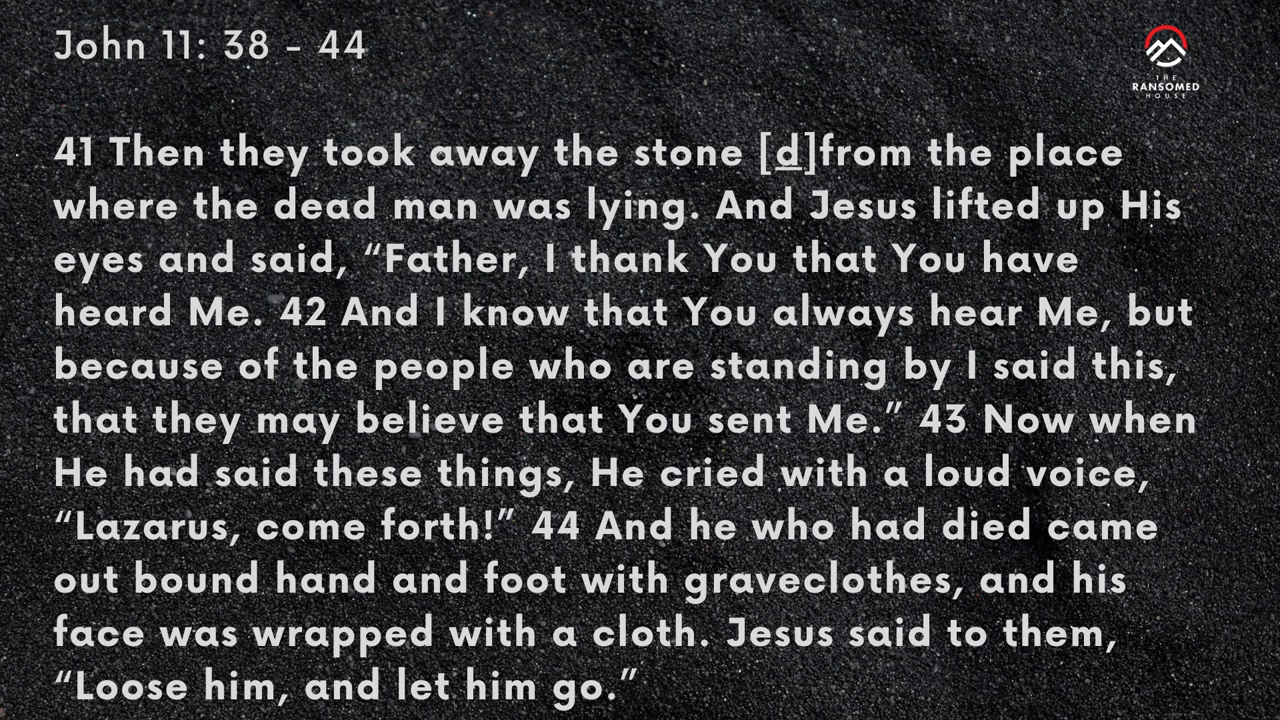 John 11: 38 - 44
THE
RANSOMED
HOUSE
41 Then they took away the stone [d]from the place
where the dead man was lying. And Jesus lifted up His
eyes and said, “Father, I thank You that You have
heard Me. 42 And I know that You always hear Me, but
because of the people who are standing by I said this,
that they may believe that You sent Me.” 43 Now when
He had said these things, He cried with a loud voice,
“Lazarus, come forth!” 44 And he who had died came
out bound hand and foot with graveclothes, and his
face was wrapped with a cloth. Jesus said to them,
“Loose him, and let him go.”